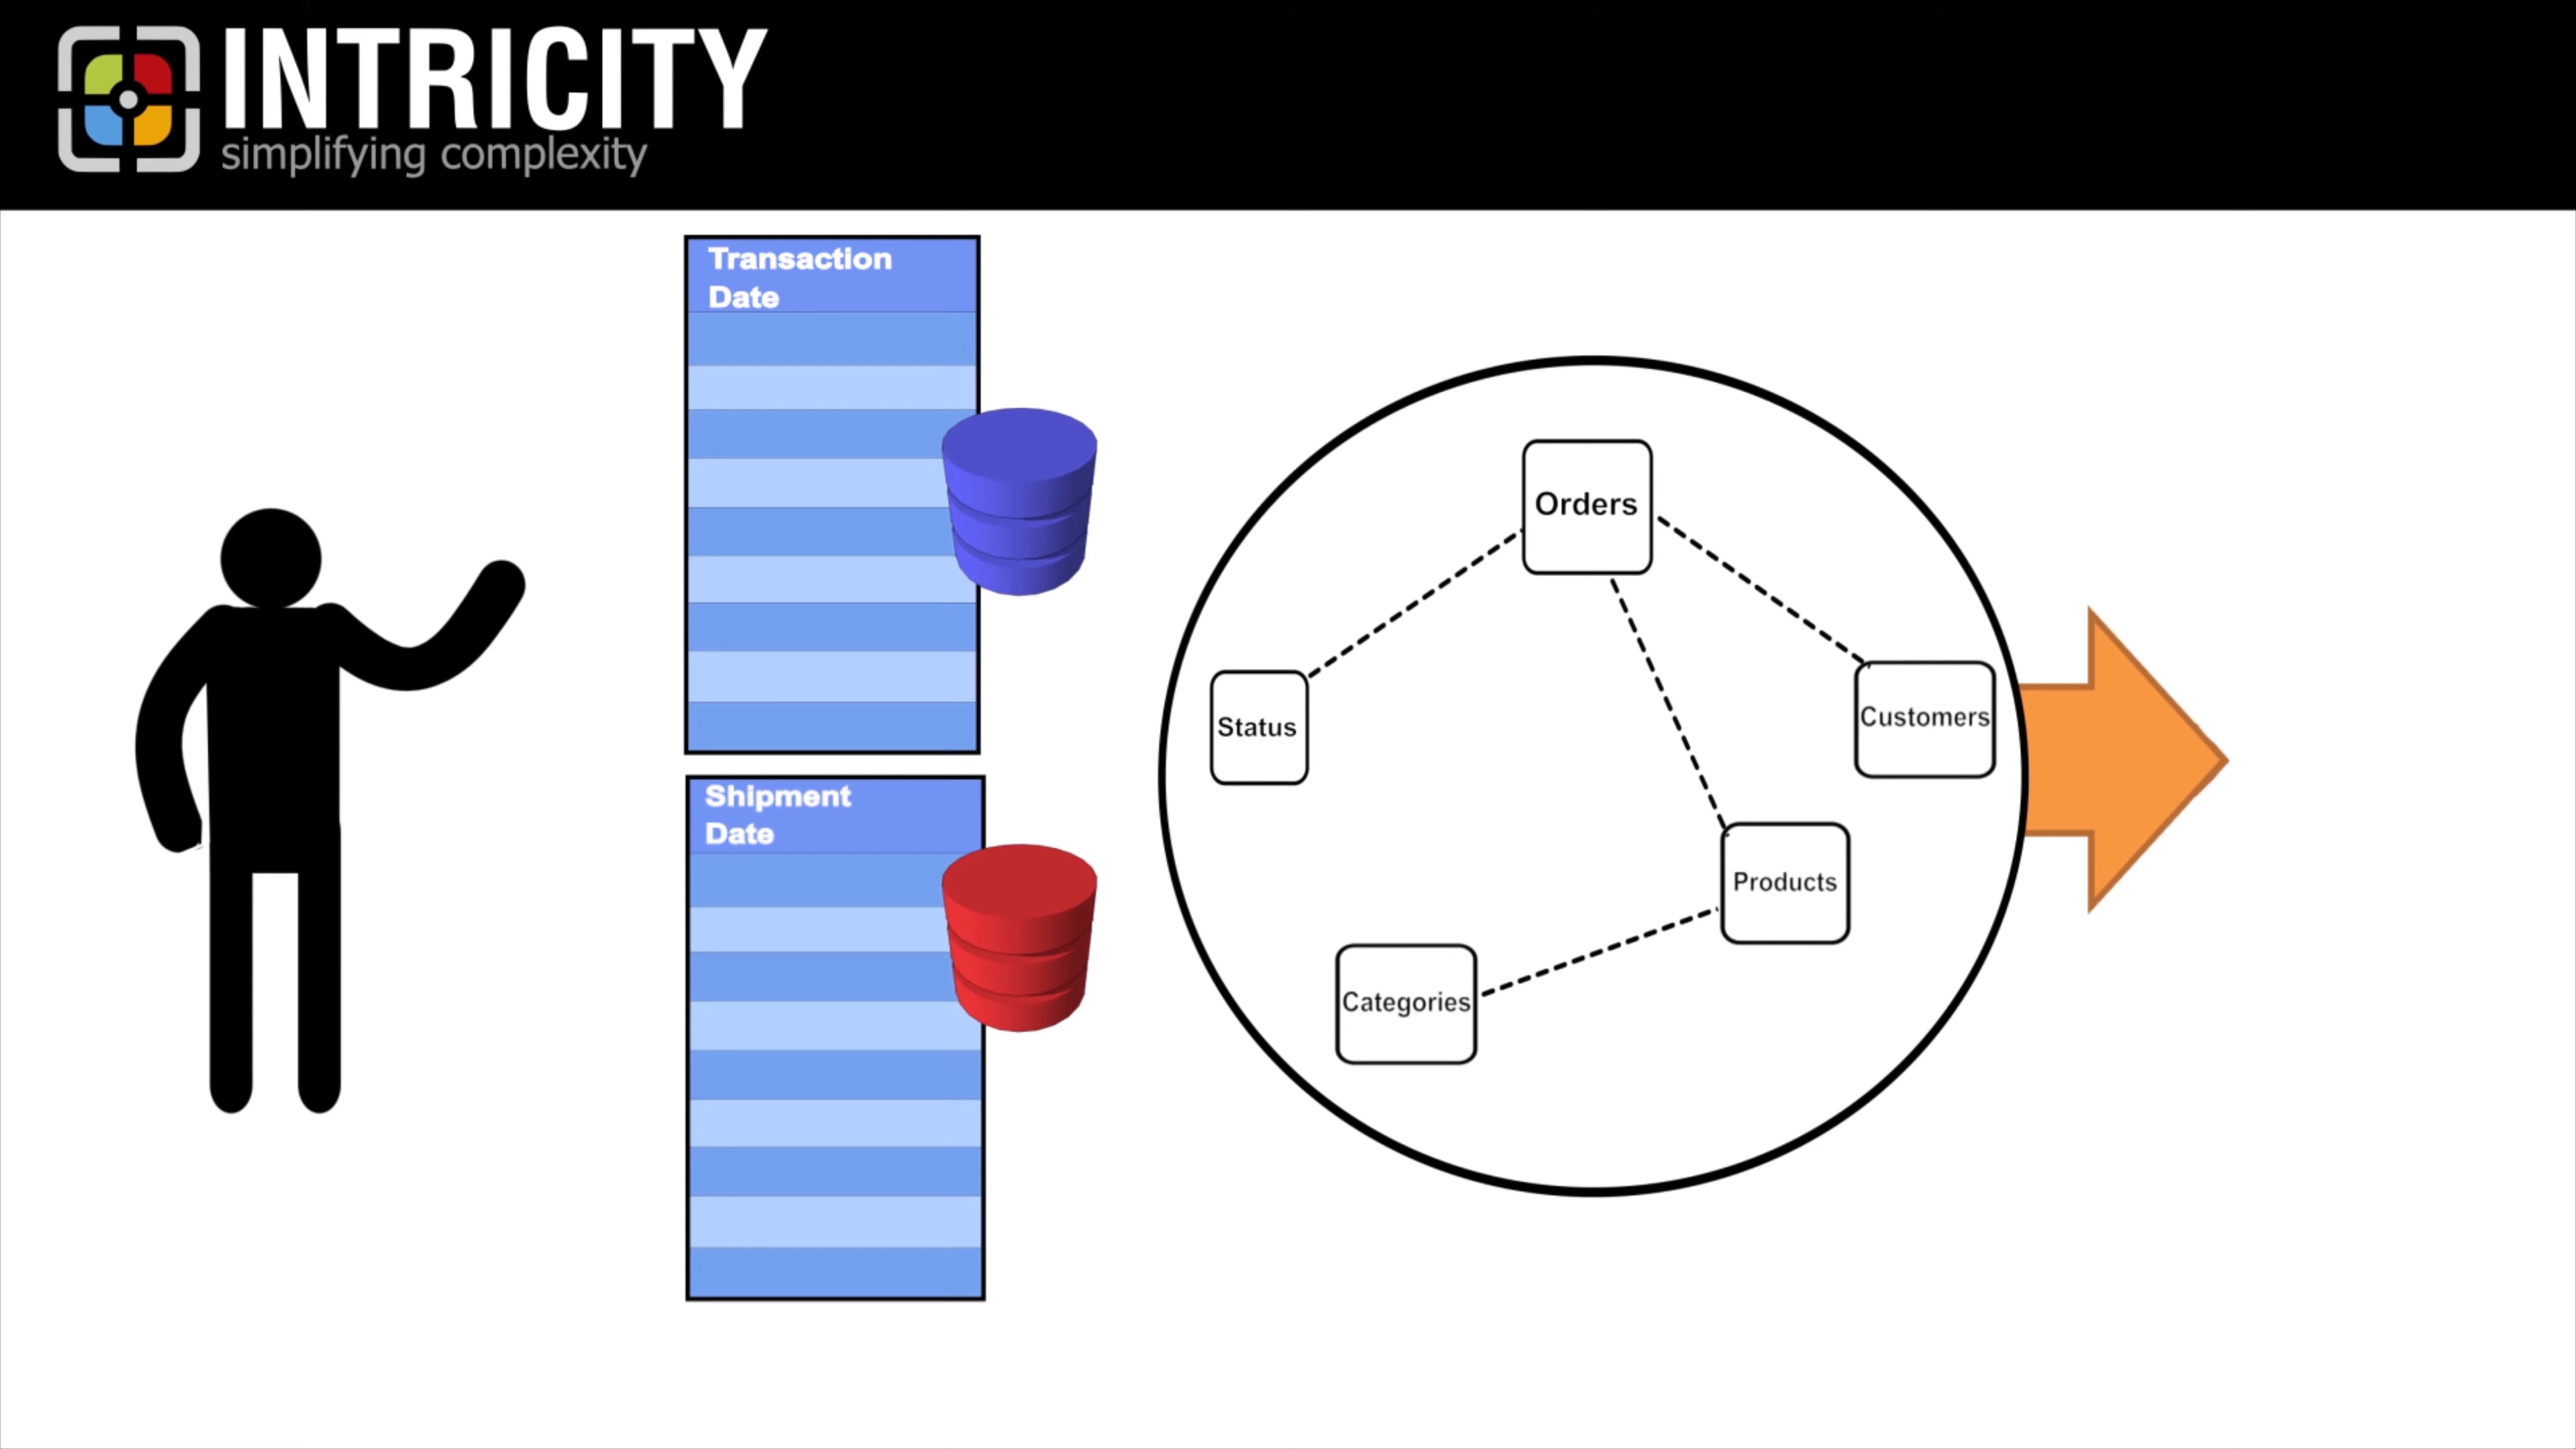 INTRICITY
simplifying complexity
Transaction
Date
Shipment
Date
Orders
Status
Customers
Products
Categories